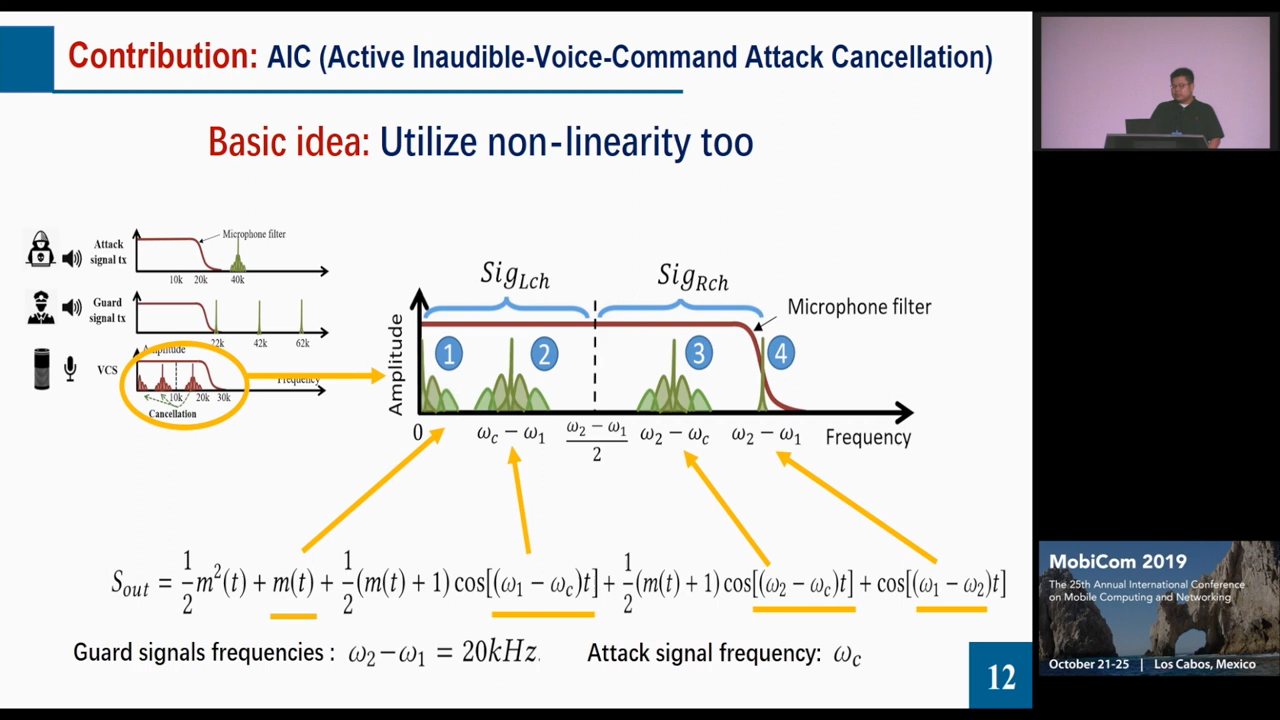 Contribution: AIC (Active Inaudible-Voice-Command Attack Cancellation)
Basic idea: Utilize non-linearity too
Attack
signal tx
Microphone filter
10k 20k 40k
Guard
signal tx
22k 42k 62k
VCS
Amplitude
Frequency
10k 20k 30k
Cancellation
Sig_Lch
Sig_Rch
Microphone filter
Amplitude
1 2 3 4
0 ω_c − ω_1 (ω_2 − ω_1)/2 ω_2 − ω_c ω_2 − ω_1 Frequency
S_out = 1/2 m²(t) + m(t) + 1/2 (m(t) + 1) cos[(ω_1 − ω_c)t] + 1/2 (m(t) + 1) cos[(ω_2 − ω_c)t] + cos[(ω_1 − ω_2)t]
Guard signals frequencies : ω_2−ω_1 = 20kHz. Attack signal frequency: ω_c
12
MobiCom 2019
The 25th Annual International Conference
on Mobile Computing and Networking
October 21-25 | Los Cabos, Mexico